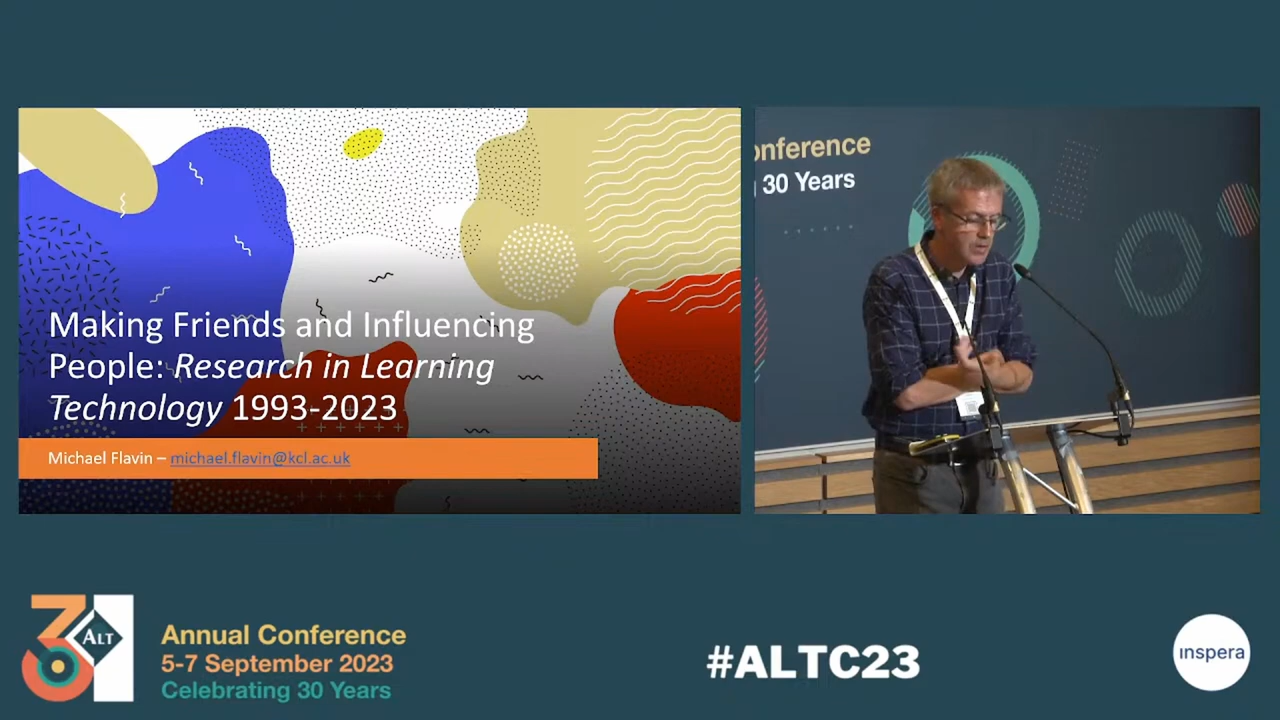 Making Friends and Influencing
People: Research in Learning
Technology 1993-2023
Michael Flavin – michael.flavin@kcl.ac.uk
onference
30 Years
ALT
Annual Conference
5-7 September 2023
Celebrating 30 Years
#ALTC23
inspera